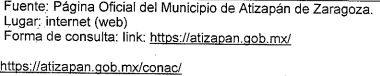 Fuente: Página Oficial del Municipio de Atizapán de Zaragoza.
Lugar: internet (web)
Forma de consulta: link: https://atizapan.gob.mx/
https://atizapan.gob.mx/conac/